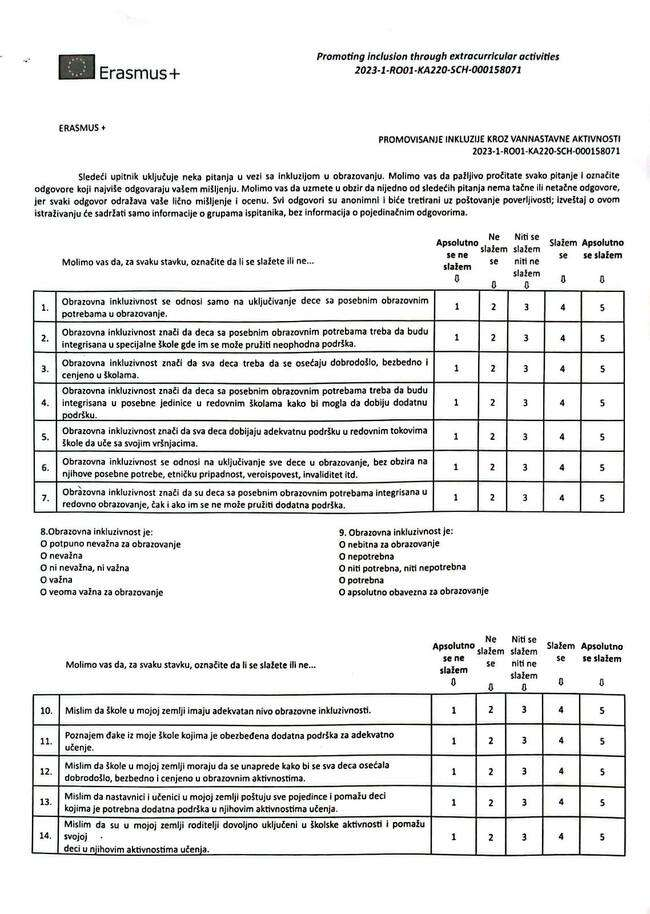 Promoting inclusion through extracurricular activities
2023-1-RO01-KA220-SCH-000158071
Erasmus+
ERASMUS +
PROMOVISANJE INKLUZIJE KROZ VANNASTAVNE AKTIVNOSTI
2023-1-RO01-KA220-SCH-000158071
Sledeći upitnik uključuje neka pitanja u vezi sa inkluzijom u obrazovanju. Molimo vas da pažljivo pročitate svako pitanje i označite
odgovore koji najviše odgovaraju vašem mišljenju. Molimo vas da uzmete u obzir da nijedno od sledećih pitanja nema tačne ili netačne odgovore,
jer svaki odgovor odražava vaše lično mišljenje i ocenu. Svi odgovori su anonimni i biće tretirani uz poštovanje poverljivosti; izveštaj o ovom
istraživanju će sadržati samo informacije o grupama ispitanika, bez informacija o pojedinačnim odgovorima.
Molimo vas da, za svaku stavku, označite da li se slažete ili ne...
Apsolutno
se ne
slažem
⇩
Ne
slažem
se
⇩
Niti se
slažem
niti ne
slažem
⇩
Slažem
se
⇩
Apsolutno
se slažem
⇩
1. Obrazovna inkluzivnost se odnosi samo na uključivanje dece sa posebnim obrazovnim
potrebama u obrazovanje. 1 2 3 4 5
2. Obrazovna inkluzivnost znači da deca sa posebnim obrazovnim potrebama treba da budu
integrisana u specijalne škole gde im se može pružiti neophodna podrška. 1 2 3 4 5
3. Obrazovna inkluzivnost znači da sva deca treba da se osećaju dobrodošlo, bezbedno i
cenjeno u školama. 1 2 3 4 5
4. Obrazovna inkluzivnost znači da deca sa posebnim obrazovnim potrebama treba da budu
integrisana u posebne jedinice u redovnim školama kako bi mogla da dobiju dodatnu
podršku. 1 2 3 4 5
5. Obrazovna inkluzivnost znači da sva deca dobijaju adekvatnu podršku u redovnim tokovima
škole da uče sa svojim vršnjacima. 1 2 3 4 5
6. Obrazovna inkluzivnost se odnosi na uključivanje sve dece u obrazovanje, bez obzira na
njihove posebne potrebe, etničku pripadnost, veroispovest, invaliditet itd. 1 2 3 4 5
7. Obrazovna inkluzivnost znači da su deca sa posebnim obrazovnim potrebama integrisana u
redovno obrazovanje, čak i ako im se ne može pružiti dodatna podrška. 1 2 3 4 5
8.Obrazovna inkluzivnost je:
O potpuno nevažna za obrazovanje
O nevažna
O ni nevažna, ni važna
O važna
O veoma važna za obrazovanje
9. Obrazovna inkluzivnost je:
O nebitna za obrazovanje
O nepotrebna
O niti potrebna, niti nepotrebna
O potrebna
O apsolutno obavezna za obrazovanje
Molimo vas da, za svaku stavku, označite da li se slažete ili ne...
Apsolutno
se ne
slažem
⇩
Ne
slažem
se
⇩
Niti se
slažem
niti ne
slažem
⇩
Slažem
se
⇩
Apsolutno
se slažem
⇩
10. Mislim da škole u mojoj zemlji imaju adekvatan nivo obrazovne inkluzivnosti. 1 2 3 4 5
11. Poznajem đake iz moje škole kojima je obezbeđena dodatna podrška za adekvatno
učenje. 1 2 3 4 5
12. Mislim da škole u mojoj zemlji moraju da se unaprede kako bi se sva deca osećala
dobrodošlo, bezbedno i cenjeno u obrazovnim aktivnostima. 1 2 3 4 5
13. Mislim da nastavnici i učenici u mojoj zemlji poštuju sve pojedince i pomažu deci
kojima je potrebna dodatna podrška u njihovim aktivnostima učenja. 1 2 3 4 5
14. Mislim da su u mojoj zemlji roditelji dovoljno uključeni u školske aktivnosti i pomažu
svojoj
deci u njihovim aktivnostima učenja. 1 2 3 4 5